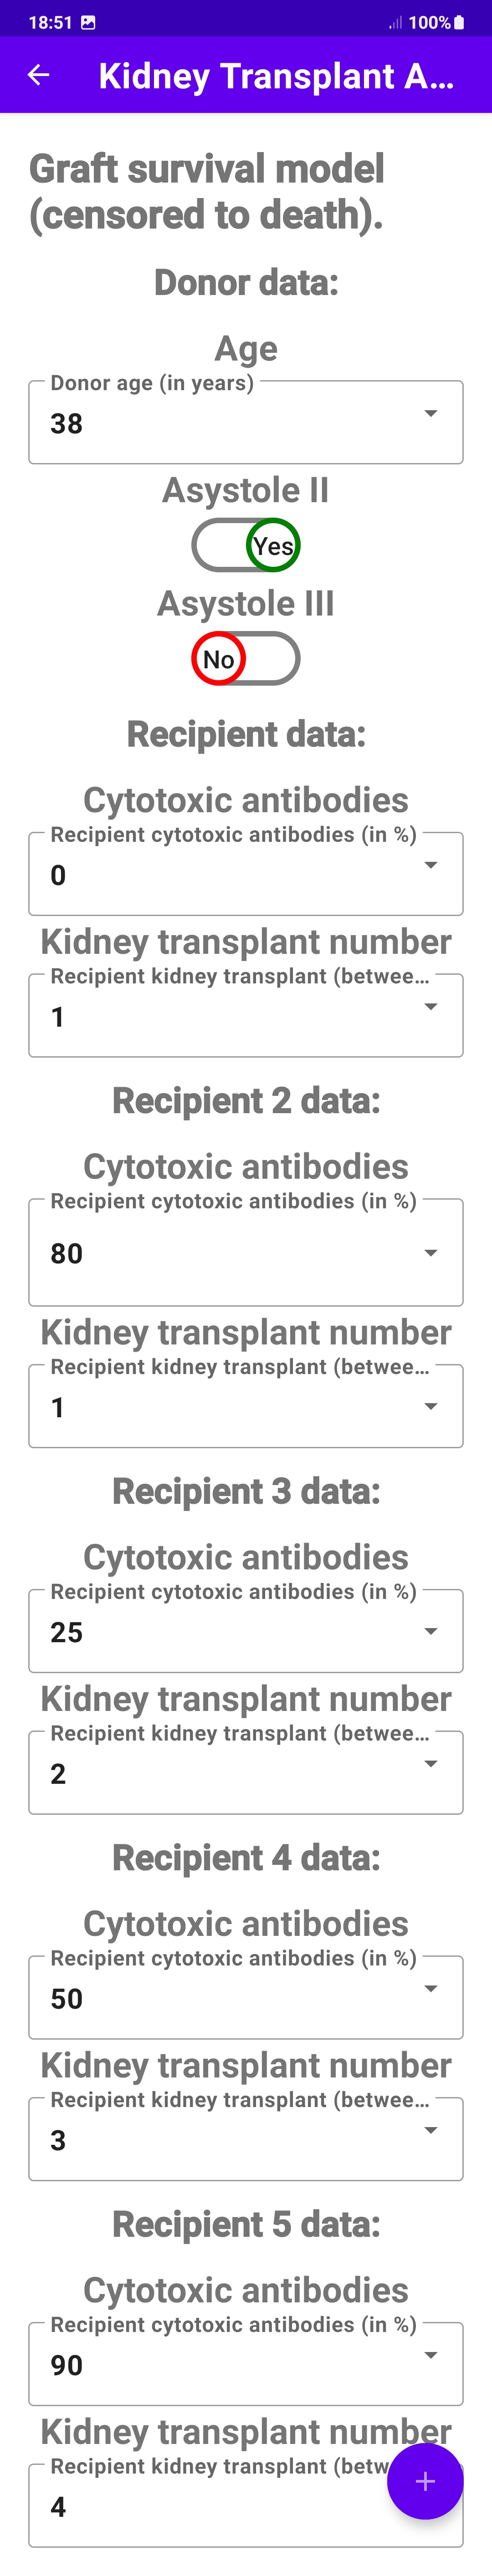 18:51
100%
Kidney Transplant A...
Graft survival model
(censored to death).
Donor data:
Age
Donor age (in years)
38
Asystole II
Yes
Asystole III
No
Recipient data:
Cytotoxic antibodies
Recipient cytotoxic antibodies (in %)
0
Kidney transplant number
Recipient kidney transplant (betwee...
1
Recipient 2 data:
Cytotoxic antibodies
Recipient cytotoxic antibodies (in %)
80
Kidney transplant number
Recipient kidney transplant (betwee...
1
Recipient 3 data:
Cytotoxic antibodies
Recipient cytotoxic antibodies (in %)
25
Kidney transplant number
Recipient kidney transplant (betwee...
2
Recipient 4 data:
Cytotoxic antibodies
Recipient cytotoxic antibodies (in %)
50
Kidney transplant number
Recipient kidney transplant (betwee...
3
Recipient 5 data:
Cytotoxic antibodies
Recipient cytotoxic antibodies (in %)
90
Kidney transplant number
Recipient kidney transplant (betw
4